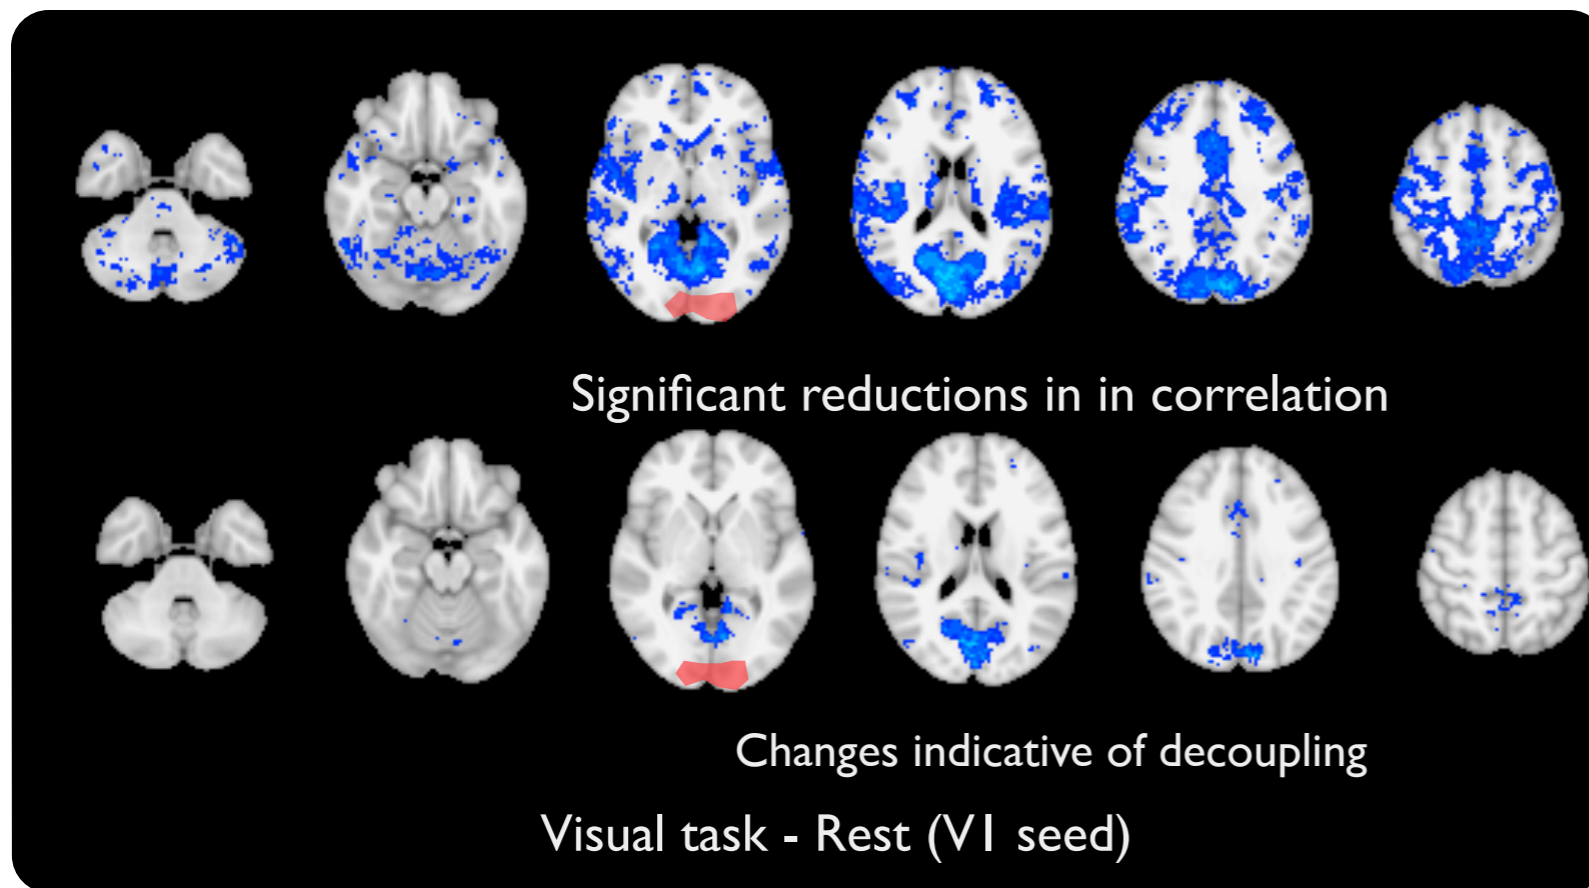 Significant reductions in in correlation
Changes indicative of decoupling
Visual task - Rest (V1 seed)